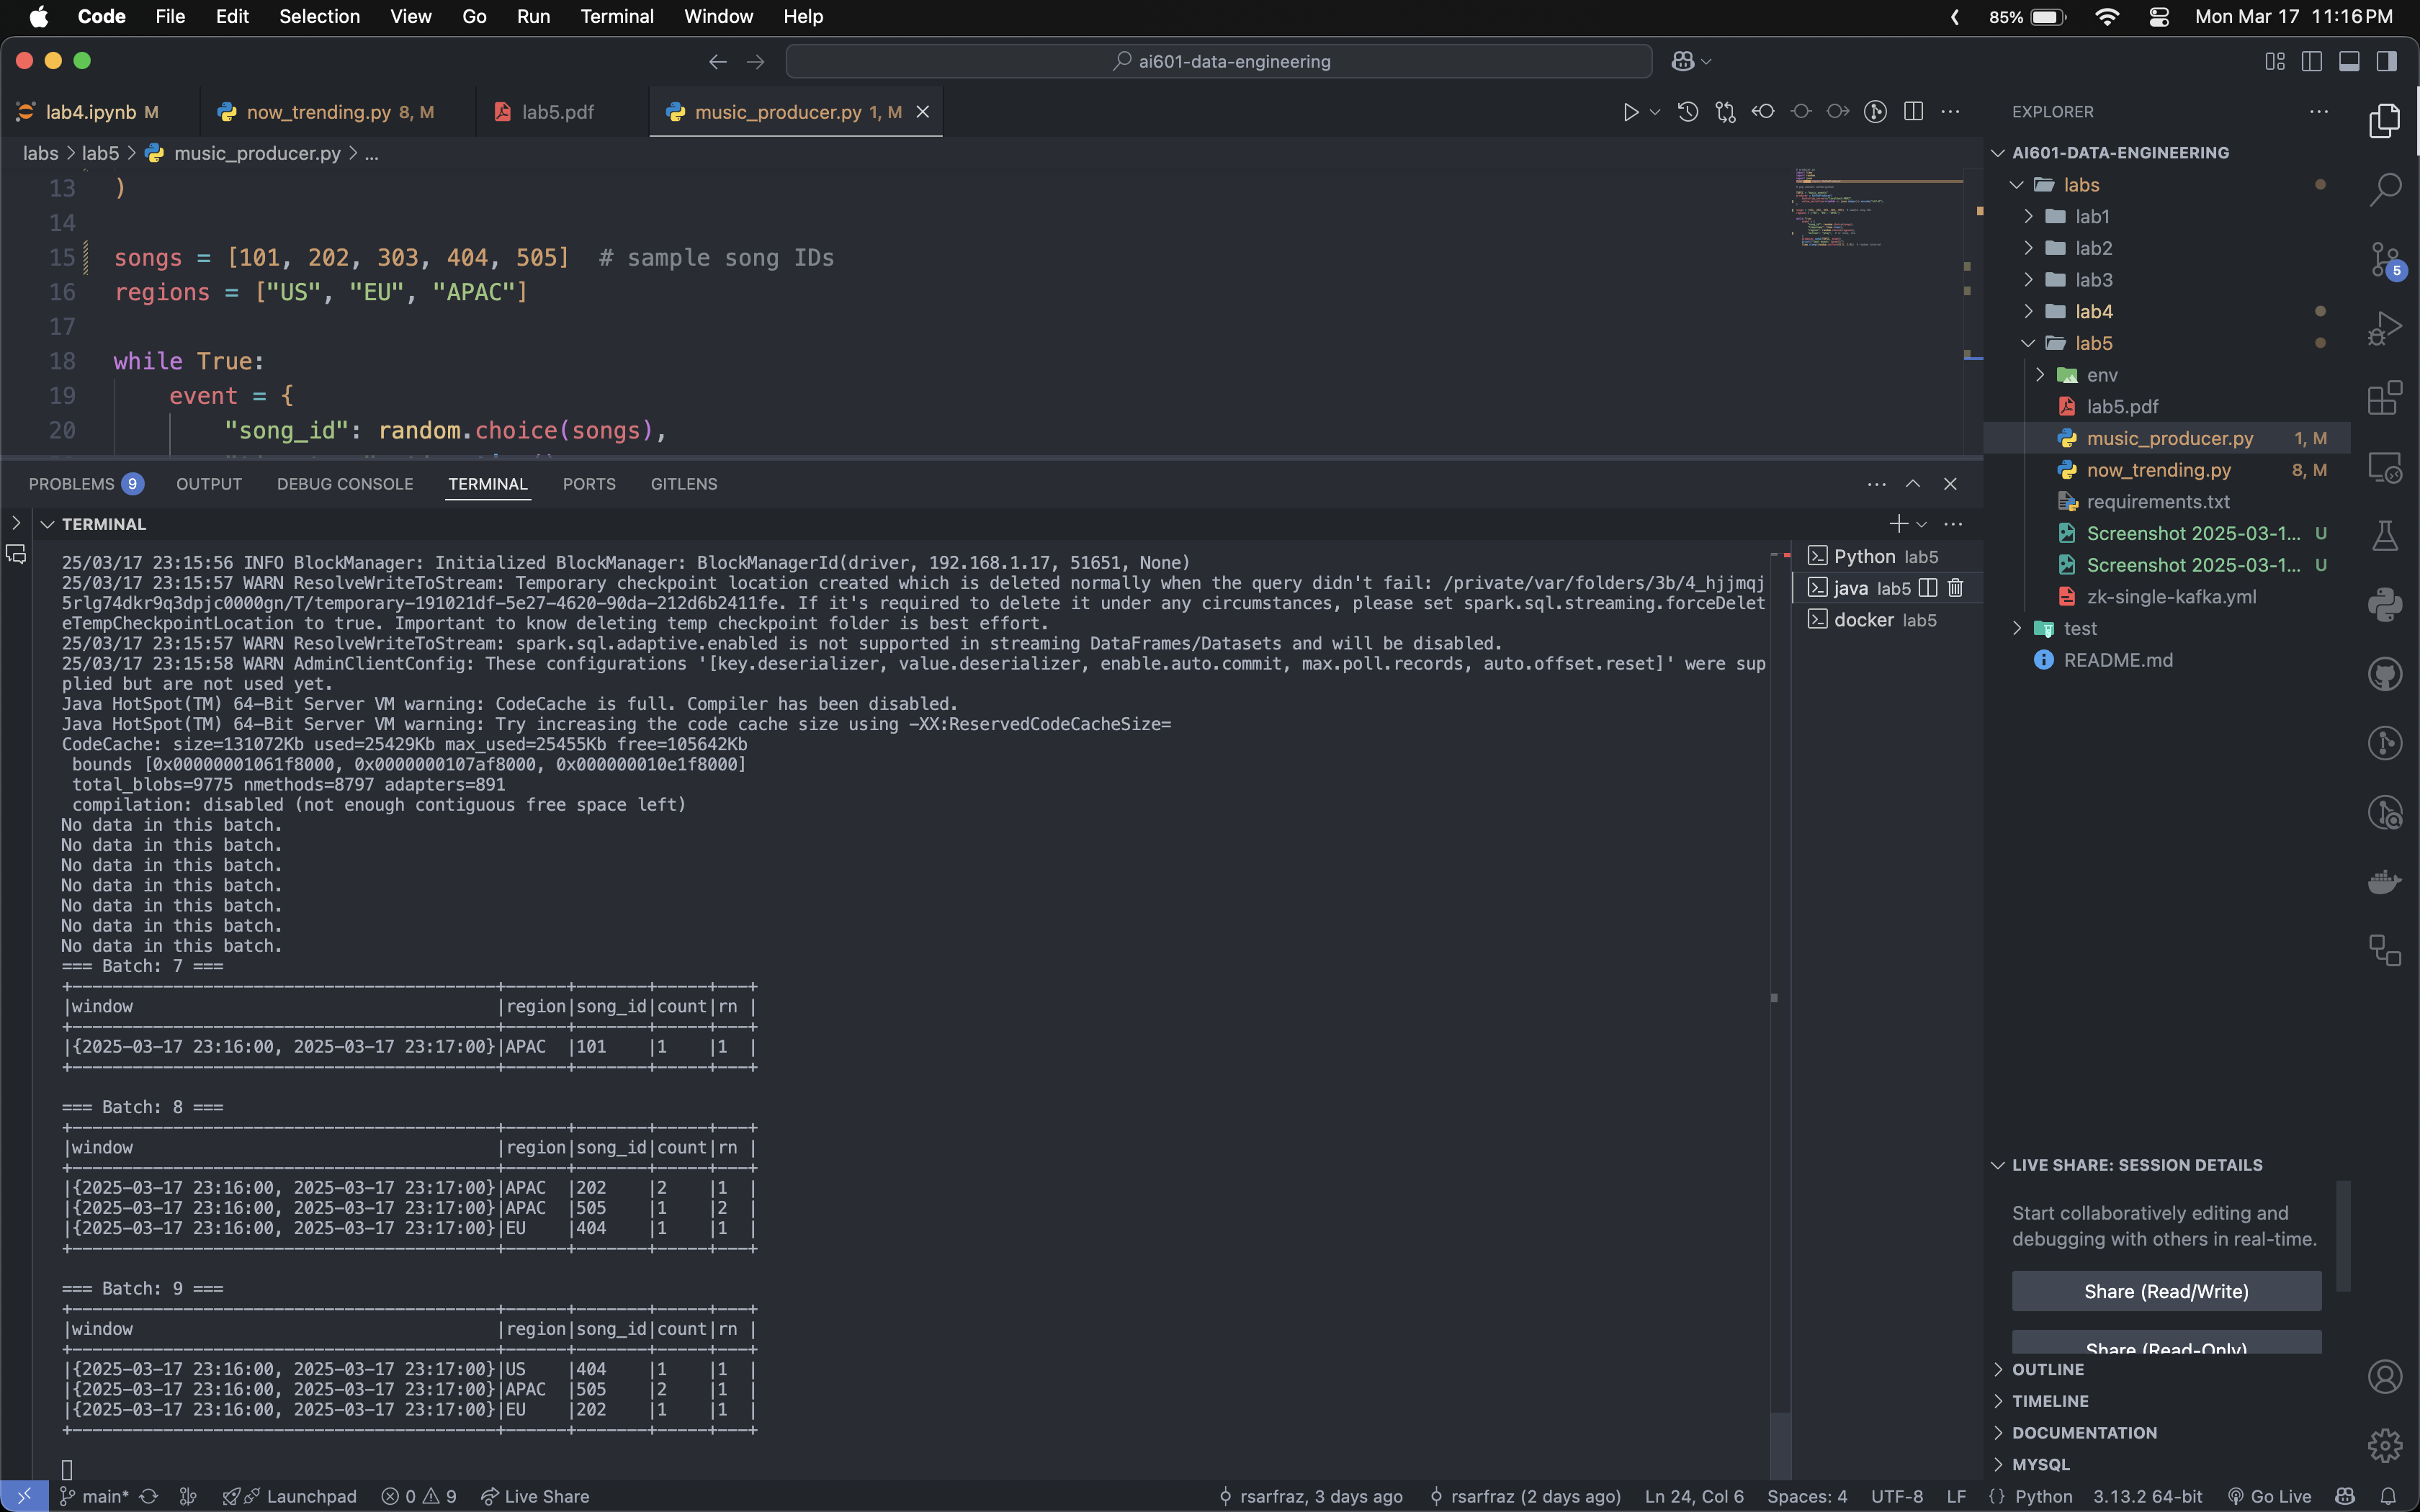 Code File Edit Selection View Go Run Terminal Window Help 85% Mon Mar 17 11:16 PM
ai601-data-engineering
lab4.ipynb M now_trending.py 8, M lab5.pdf music_producer.py 1, M
labs > lab5 > music_producer.py > ...
13 )
14
15 songs = [101, 202, 303, 404, 505]  # sample song IDs
16 regions = ["US", "EU", "APAC"]
17
18 while True:
19 event = {
20 "song_id": random.choice(songs),
PROBLEMS 9 OUTPUT DEBUG CONSOLE TERMINAL PORTS GITLENS
TERMINAL
25/03/17 23:15:56 INFO BlockManager: Initialized BlockManager: BlockManagerId(driver, 192.168.1.17, 51651, None)
25/03/17 23:15:57 WARN ResolveWriteToStream: Temporary checkpoint location created which is deleted normally when the query didn't fail: /private/var/folders/3b/4_hjjmqj
5rlg74dkr9q3dpjc0000gn/T/temporary-191021df-5e27-4620-90da-212d6b2411fe. If it's required to delete it under any circumstances, please set spark.sql.streaming.forceDelet
eTempCheckpointLocation to true. Important to know deleting temp checkpoint folder is best effort.
25/03/17 23:15:57 WARN ResolveWriteToStream: spark.sql.adaptive.enabled is not supported in streaming DataFrames/Datasets and will be disabled.
25/03/17 23:15:58 WARN AdminClientConfig: These configurations '[key.deserializer, value.deserializer, enable.auto.commit, max.poll.records, auto.offset.reset]' were sup
plied but are not used yet.
Java HotSpot(TM) 64-Bit Server VM warning: CodeCache is full. Compiler has been disabled.
Java HotSpot(TM) 64-Bit Server VM warning: Try increasing the code cache size using -XX:ReservedCodeCacheSize=
CodeCache: size=131072Kb used=25429Kb max_used=25455Kb free=105642Kb
bounds [0x00000001061f8000, 0x0000000107af8000, 0x000000010e1f8000]
total_blobs=9775 nmethods=8797 adapters=891
compilation: disabled (not enough contiguous free space left)
No data in this batch.
No data in this batch.
No data in this batch.
No data in this batch.
No data in this batch.
No data in this batch.
No data in this batch.
=== Batch: 7 ===
+------------------------------------------+------+-------+-----+---+
|window                                    |region|song_id|count|rn |
+------------------------------------------+------+-------+-----+---+
|{2025-03-17 23:16:00, 2025-03-17 23:17:00}|APAC  |101    |1    |1  |
+------------------------------------------+------+-------+-----+---+
=== Batch: 8 ===
+------------------------------------------+------+-------+-----+---+
|window                                    |region|song_id|count|rn |
+------------------------------------------+------+-------+-----+---+
|{2025-03-17 23:16:00, 2025-03-17 23:17:00}|APAC  |202    |2    |1  |
|{2025-03-17 23:16:00, 2025-03-17 23:17:00}|APAC  |505    |1    |2  |
|{2025-03-17 23:16:00, 2025-03-17 23:17:00}|EU    |404    |1    |1  |
+------------------------------------------+------+-------+-----+---+
=== Batch: 9 ===
+------------------------------------------+------+-------+-----+---+
|window                                    |region|song_id|count|rn |
+------------------------------------------+------+-------+-----+---+
|{2025-03-17 23:16:00, 2025-03-17 23:17:00}|US    |404    |1    |1  |
|{2025-03-17 23:16:00, 2025-03-17 23:17:00}|APAC  |505    |2    |1  |
|{2025-03-17 23:16:00, 2025-03-17 23:17:00}|EU    |202    |1    |1  |
+------------------------------------------+------+-------+-----+---+
Python lab5
java lab5
docker lab5
EXPLORER
AI601-DATA-ENGINEERING
labs
lab1
lab2
lab3
lab4
lab5
env
lab5.pdf
music_producer.py 1, M
now_trending.py 8, M
requirements.txt
Screenshot 2025-03-1... U
Screenshot 2025-03-1... U
zk-single-kafka.yml
test
README.md
5
LIVE SHARE: SESSION DETAILS
Start collaboratively editing and
debugging with others in real-time.
Share (Read/Write)
Share (Read-Only)
OUTLINE
TIMELINE
DOCUMENTATION
MYSQL
main* Launchpad 0 9 Live Share rsarfraz, 3 days ago rsarfraz (2 days ago) Ln 24, Col 6 Spaces: 4 UTF-8 LF {} Python 3.13.2 64-bit Go Live